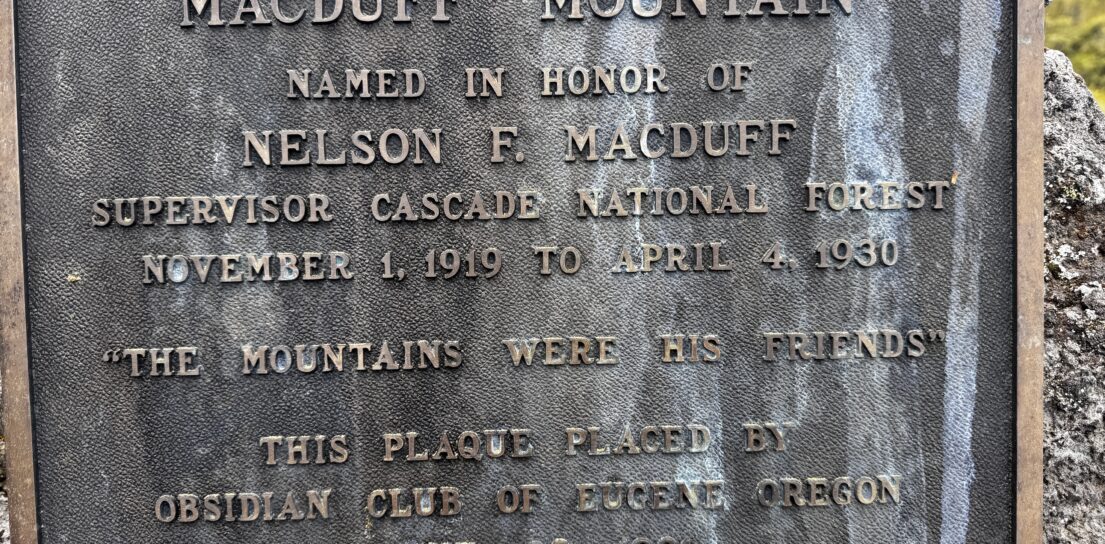 MACDUFF MOUNTAIN
NAMED IN HONOR OF
NELSON F. MACDUFF
SUPERVISOR CASCADE NATIONAL FOREST
NOVEMBER 1, 1919 TO APRIL 4, 1930
"THE MOUNTAINS WERE HIS FRIENDS"
THIS PLAQUE PLACED BY
OBSIDIAN CLUB OF EUGENE, OREGON